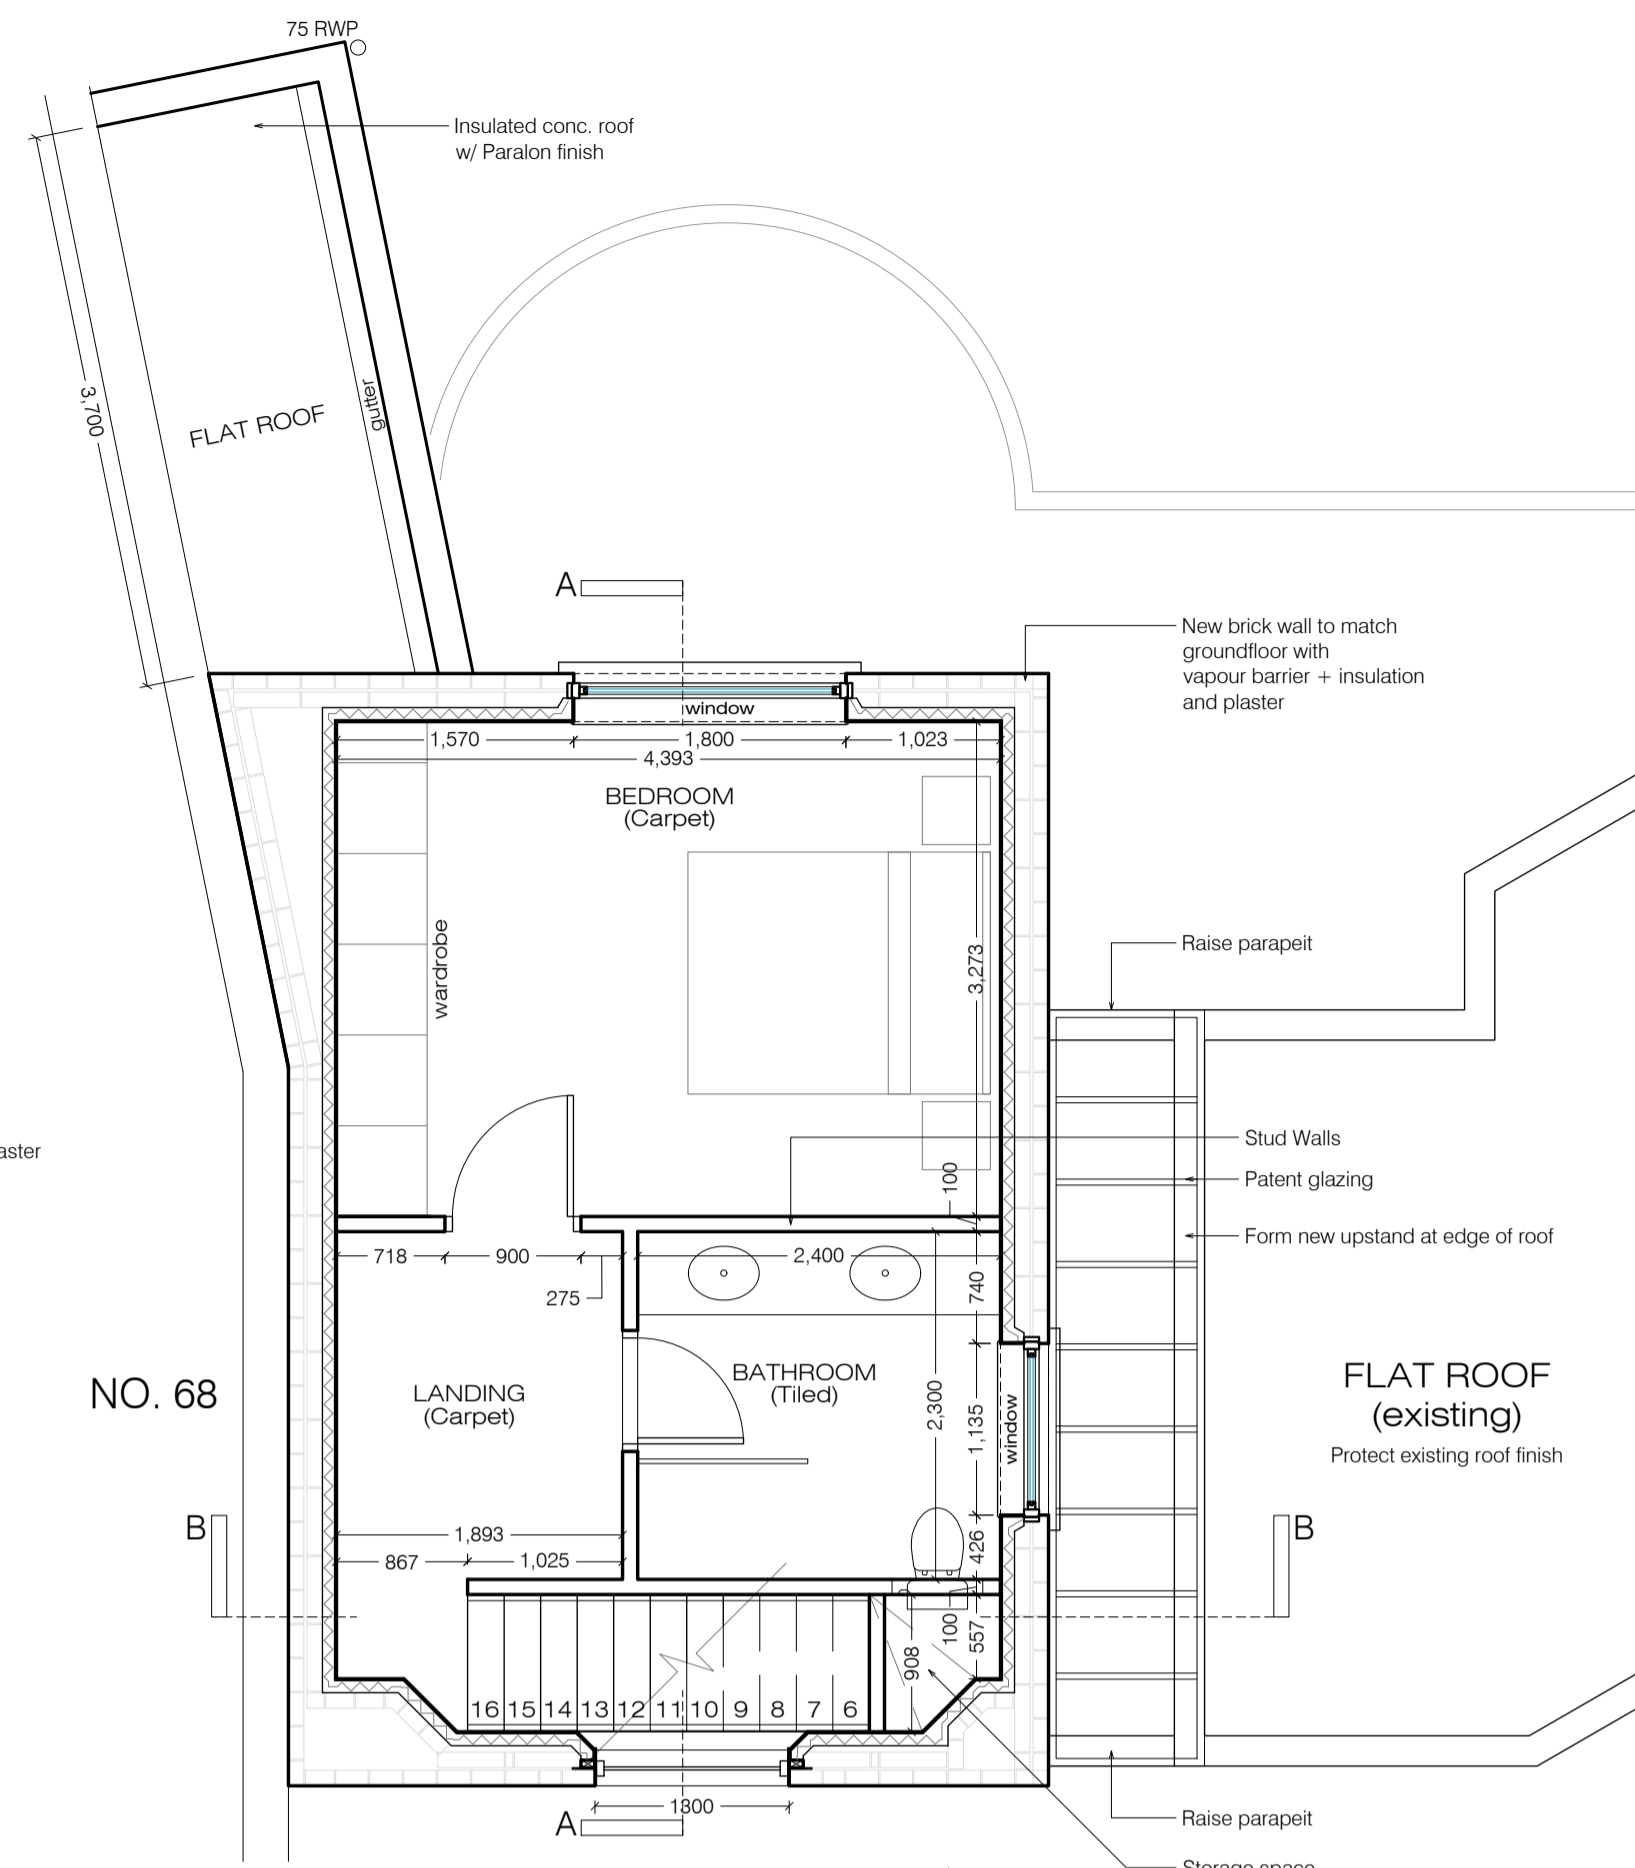 75 RWP
Insulated conc. roof
w/ Paralon finish
3,700
FLAT ROOF
gutter
A
New brick wall to match
groundfloor with
vapour barrier + insulation
and plaster
window
1,570
1,800
1,023
4,393
BEDROOM
(Carpet)
wardrobe
3,273
Raise parapeit
aster
Stud Walls
100
Patent glazing
Form new upstand at edge of roof
718
900
2,400
275
740
NO. 68
LANDING
(Carpet)
BATHROOM
(Tiled)
2,300
1,135
window
FLAT ROOF
(existing)
Protect existing roof finish
B
B
1,893
867
1,025
426
100
557
908
16 15 14 13 12 11 10 9 8 7 6
1300
A
Raise parapeit
Storage space